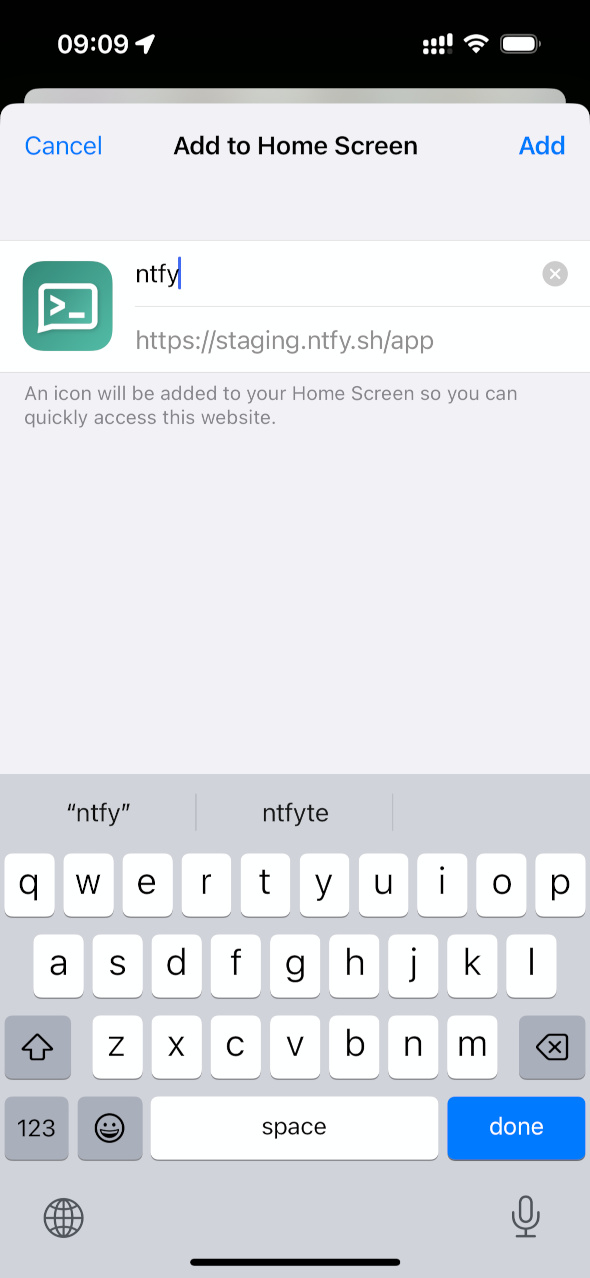 09:09
Cancel Add to Home Screen Add
ntfy
https://staging.ntfy.sh/app
An icon will be added to your Home Screen so you can
quickly access this website.
“ntfy” ntfyte
q w e r t y u i o p
a s d f g h j k l
z x c v b n m
123 space done